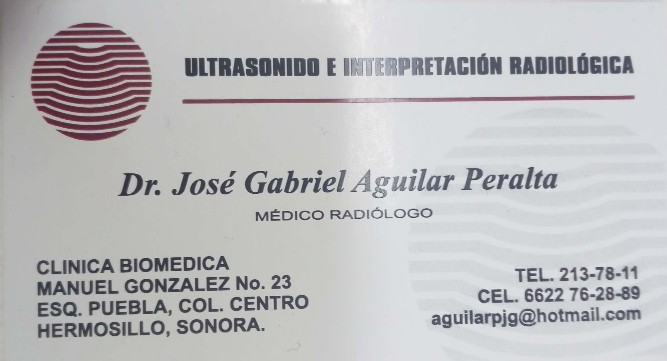 ULTRASONIDO E INTERPRETACIÓN RADIOLÓGICA
Dr. José Gabriel Aguilar Peralta
MÉDICO RADIÓLOGO
CLINICA BIOMEDICA
MANUEL GONZALEZ No. 23
ESQ. PUEBLA, COL. CENTRO
HERMOSILLO, SONORA.
TEL. 213-78-11
CEL. 6622 76-28-89
aguilarpjg@hotmail.com